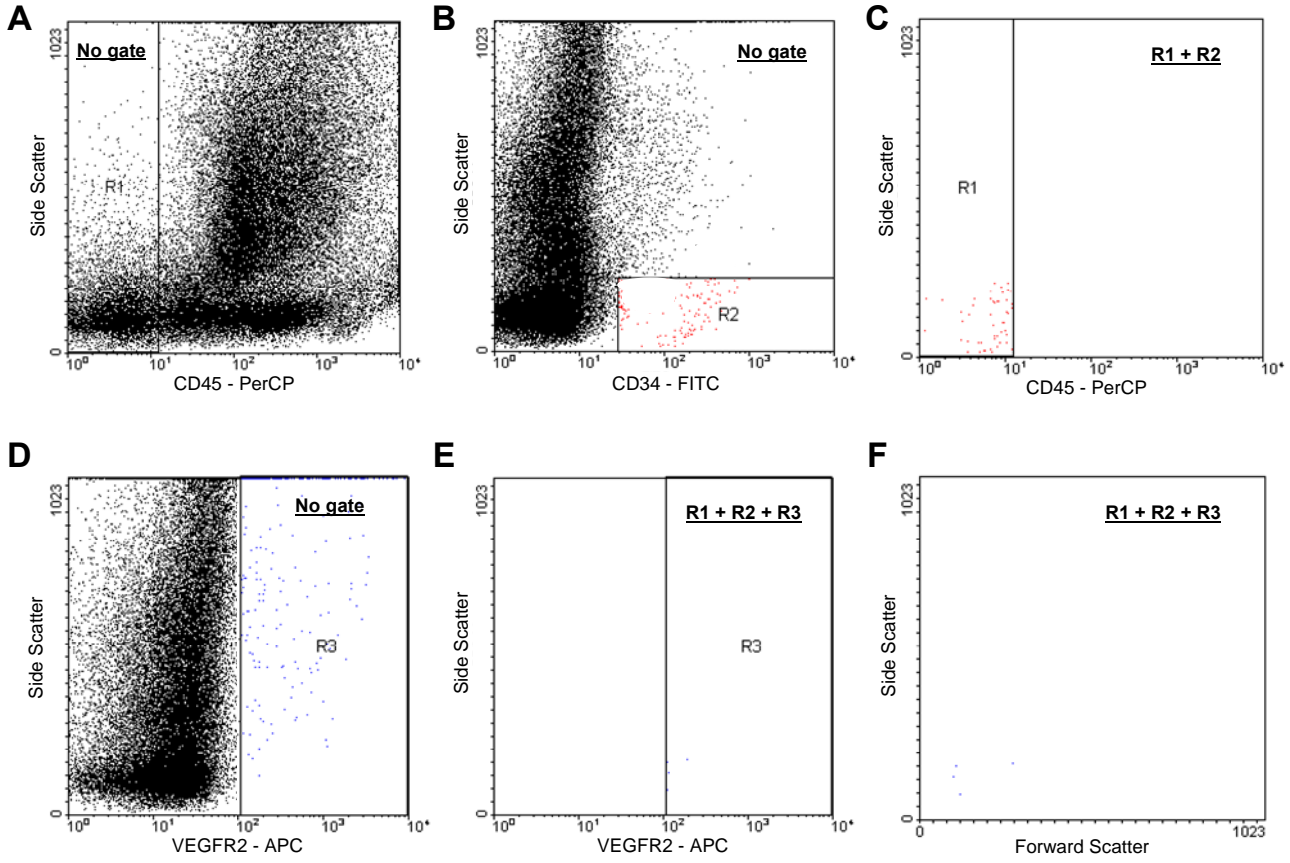 A
No gate
1023
Side Scatter
R1
0
10⁰ 10¹ 10² 10³ 10⁴
CD45 - PerCP
B
No gate
1023
Side Scatter
R2
0
10⁰ 10¹ 10² 10³ 10⁴
CD34 - FITC
C
R1 + R2
1023
Side Scatter
R1
0
10⁰ 10¹ 10² 10³ 10⁴
CD45 - PerCP
D
No gate
1023
Side Scatter
R3
0
10⁰ 10¹ 10² 10³ 10⁴
VEGFR2 - APC
E
R1 + R2 + R3
1023
Side Scatter
R3
0
10⁰ 10¹ 10² 10³ 10⁴
VEGFR2 - APC
F
R1 + R2 + R3
1023
Side Scatter
0
0 1023
Forward Scatter